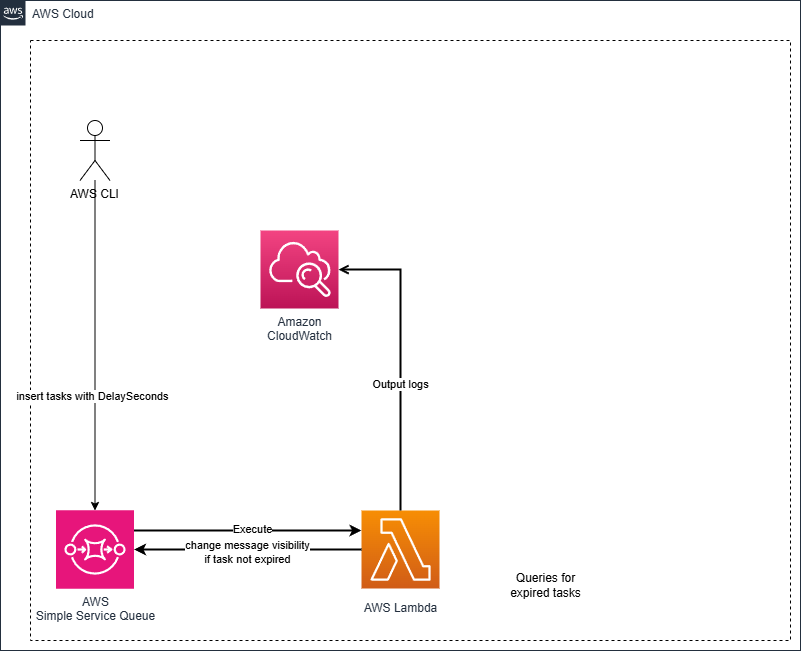 aws
AWS Cloud
AWS CLI
Amazon
CloudWatch
Output logs
insert tasks with DelaySeconds
Execute
change message visibility
if task not expired
AWS
Simple Service Queue
AWS Lambda
Queries for
expired tasks